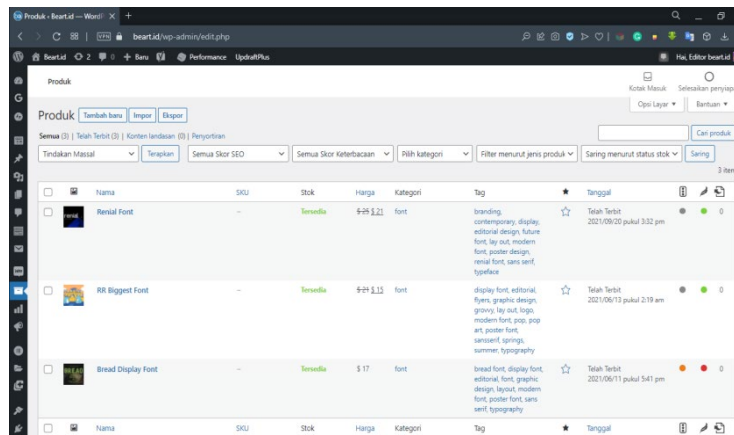 Produk ‹ Beart.id — WordP
VPN beart.id/wp-admin/edit.php
Beart.id 2 0 + Baru Performance UpdraftPlus Hai, Editor beart.id
Produk
Kotak Masuk Selesaikan penyiap
Opsi Layar ▼ Bantuan ▼
Produk Tambah baru Impor Ekspor
Semua (3) | Telah Terbit (3) | Konten landasan (0) | Penyortiran
Cari produk
Tindakan Massal Terapkan Semua Skor SEO Semua Skor Keterbacaan Pilih kategori Filter menurut jenis produk Saring menurut status stok Saring
3 item
Nama SKU Stok Harga Kategori Tag ★ Tanggal
Renial Font – Tersedia $ 25 $ 21 font
branding,
contemporary, display,
editorial design, future
font, lay out, modern
font, poster design,
renial font, sans serif,
typeface
Telah Terbit
2021/09/20 pukul 3:32 pm
0
RR Biggest Font – Tersedia $ 21 $ 15 font
display font, editorial,
flyers, graphic design,
grovvy, lay out, logo,
modern font, pop, pop
art, poster font,
sansserif, springs,
summer, typography
Telah Terbit
2021/06/13 pukul 2:19 am
0
Bread Display Font – Tersedia $ 17 font
bread font, display font,
editorial, font, graphic
design, layout, modern
font, poster font, sans
serif, typography
Telah Terbit
2021/06/11 pukul 5:41 pm
0
Nama SKU Stok Harga Kategori Tag ★ Tanggal